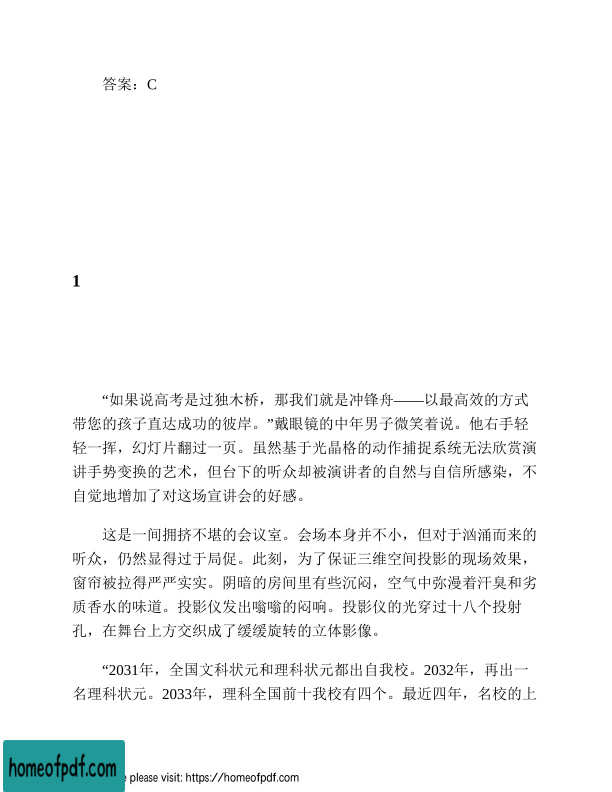 答案：C
1
“如果说高考是过独木桥，那我们就是冲锋舟——以最高效的方式
带您的孩子直达成功的彼岸。”戴眼镜的中年男子微笑着说。他右手轻
轻一挥，幻灯片翻过一页。虽然基于光晶格的动作捕捉系统无法欣赏演
讲手势变换的艺术，但台下的听众却被演讲者的自然与自信所感染，不
自觉地增加了对这场宣讲会的好感。
这是一间拥挤不堪的会议室。会场本身并不小，但对于汹涌而来的
听众，仍然显得过于局促。此刻，为了保证三维空间投影的现场效果，
窗帘被拉得严严实实。阴暗的房间里有些沉闷，空气中弥漫着汗臭和劣
质香水的味道。投影仪发出嗡嗡的闷响。投影仪的光穿过十八个投射
孔，在舞台上方交织成了缓缓旋转的立体影像。
“2031年，全国文科状元和理科状元都出自我校。2032年，再出一
名理科状元。2033年，理科全国前十我校有四个。最近四年，名校的上
homeofpdf.com
please visit: https://homeofpdf.com